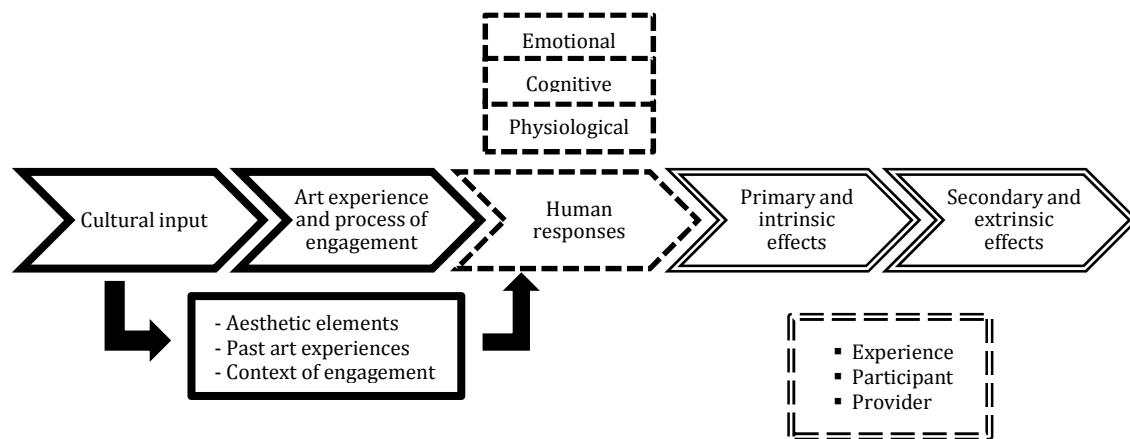 Emotional
Cognitive
Physiological
Cultural input
Art experience
and process of
engagement
Human
responses
Primary and
intrinsic
effects
Secondary and
extrinsic
effects
- Aesthetic elements
- Past art experiences
- Context of engagement
▪ Experience
▪ Participant
▪ Provider